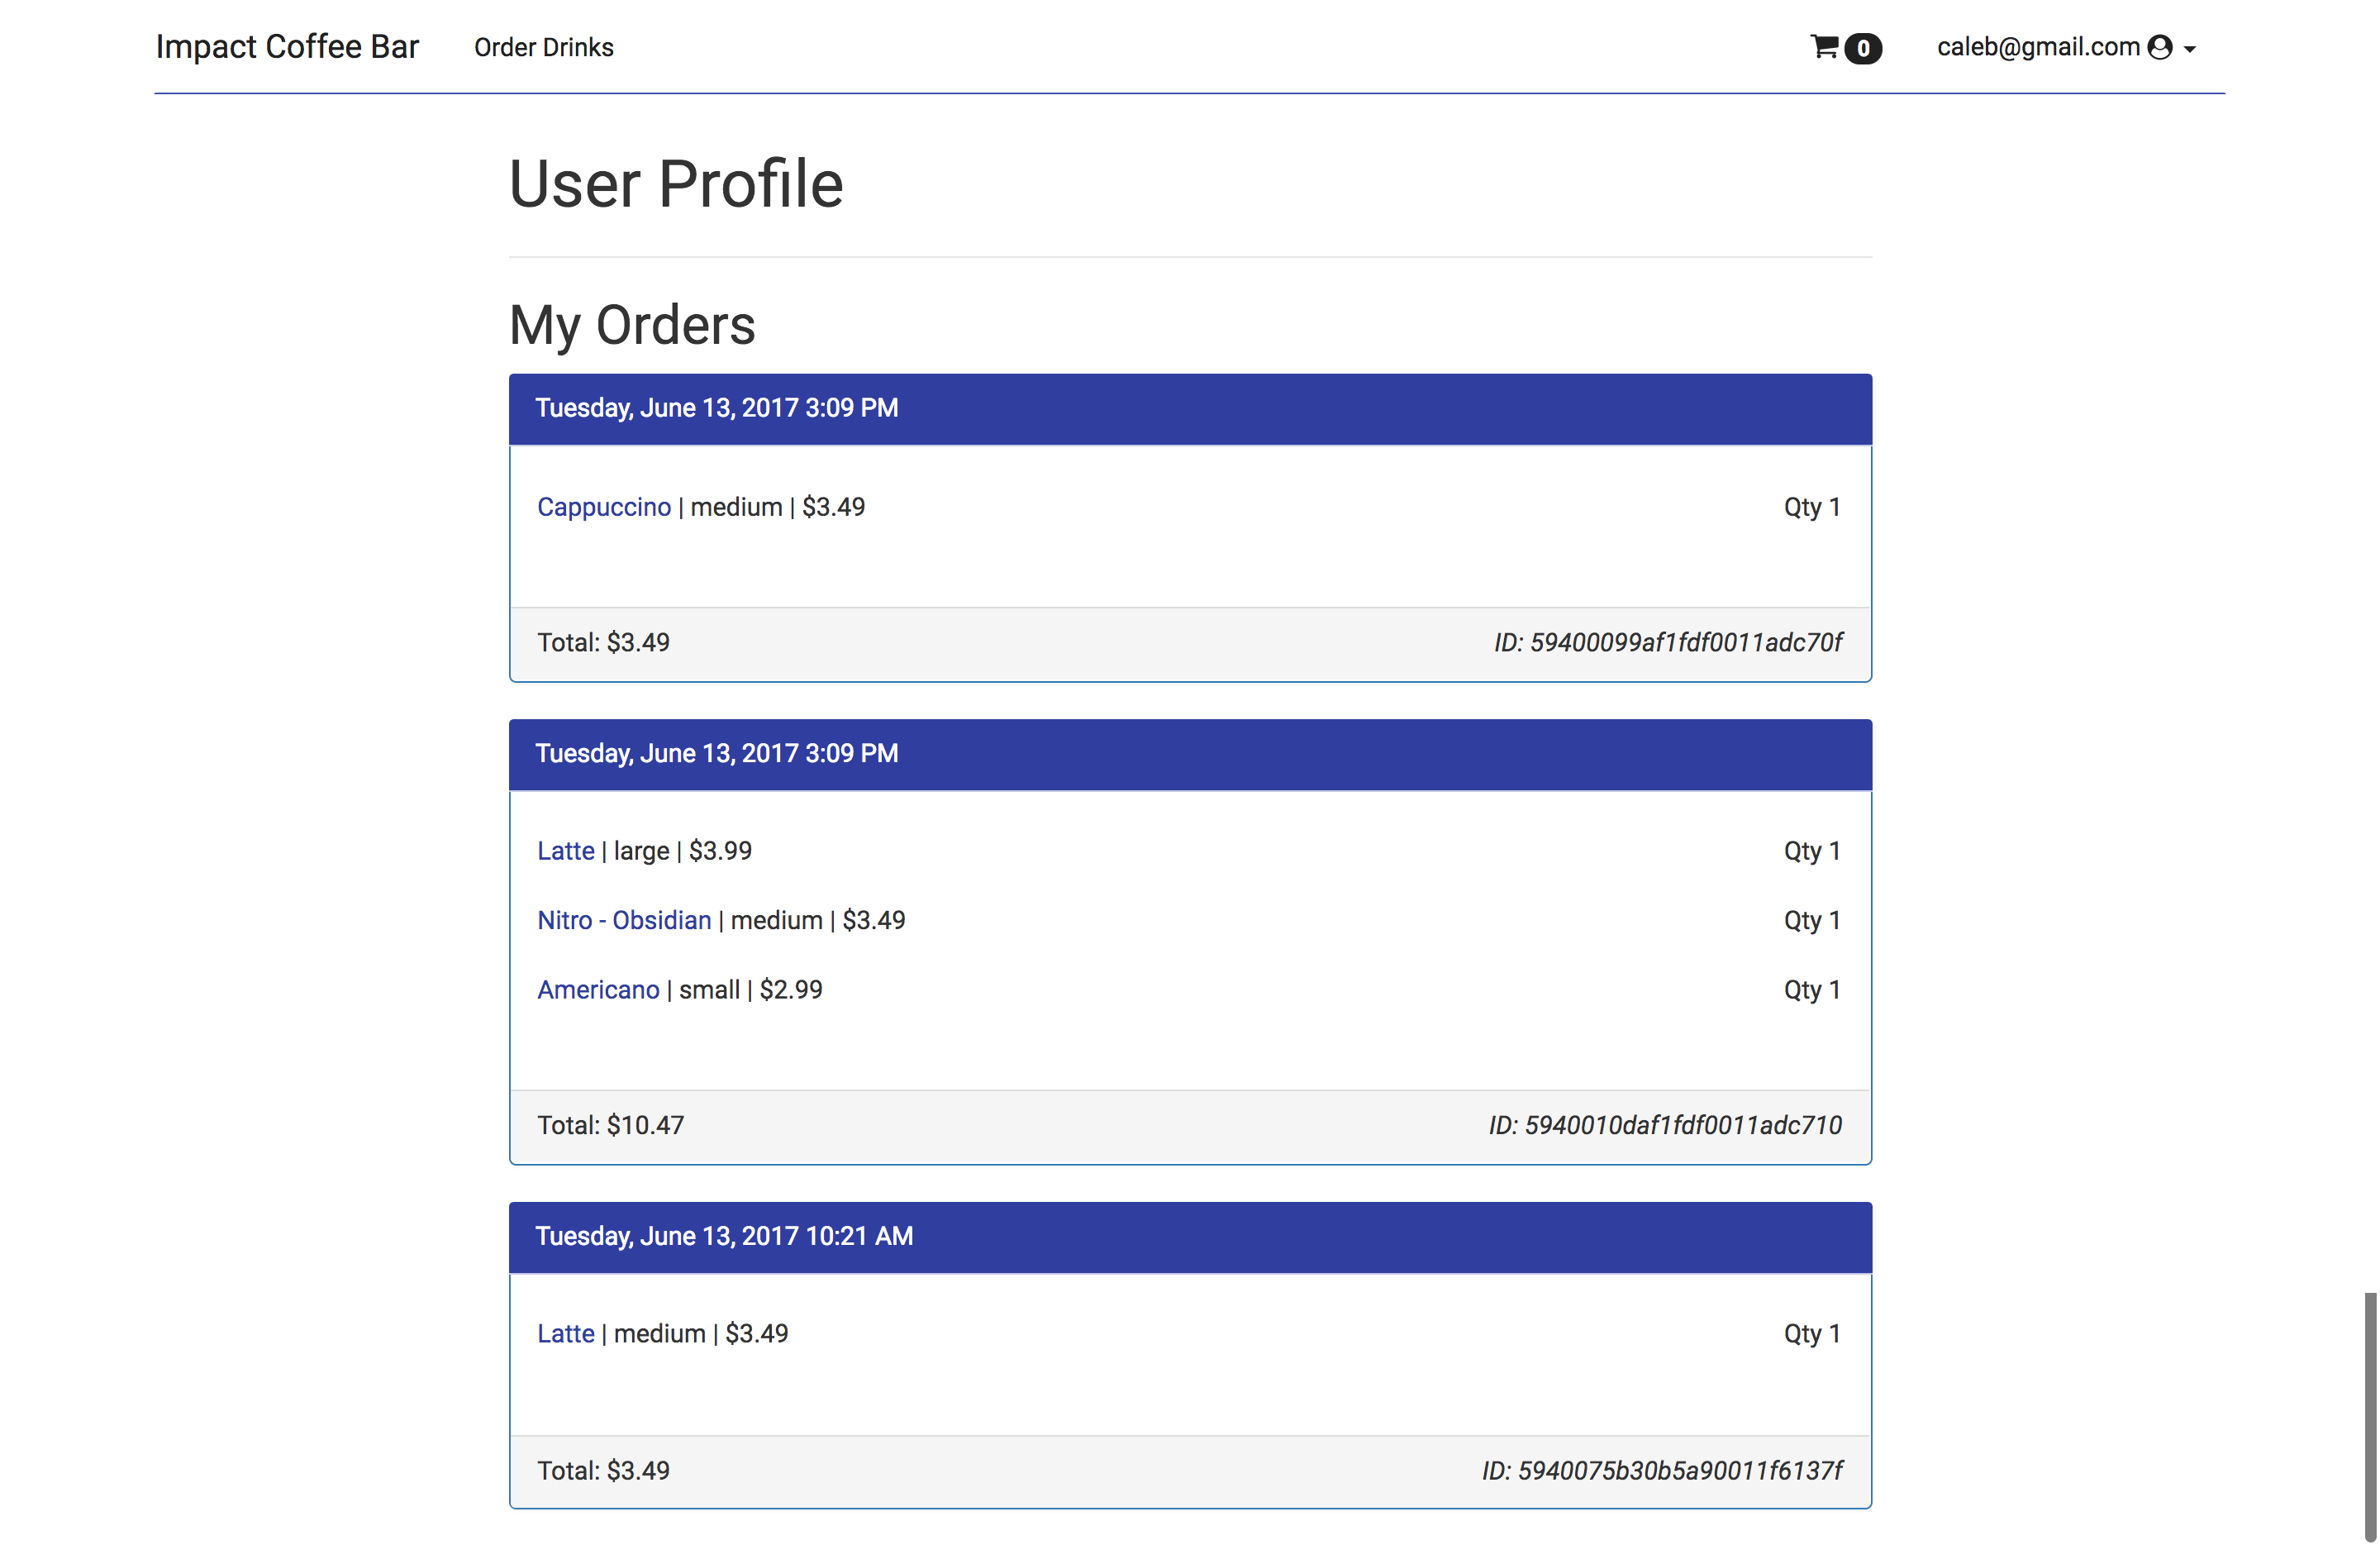 Impact Coffee Bar Order Drinks 0 caleb@gmail.com
User Profile
My Orders
Tuesday, June 13, 2017 3:09 PM
Cappuccino | medium | $3.49 Qty 1
Total: $3.49 ID: 59400099af1fdf0011adc70f
Tuesday, June 13, 2017 3:09 PM
Latte | large | $3.99 Qty 1
Nitro - Obsidian | medium | $3.49 Qty 1
Americano | small | $2.99 Qty 1
Total: $10.47 ID: 5940010daf1fdf0011adc710
Tuesday, June 13, 2017 10:21 AM
Latte | medium | $3.49 Qty 1
Total: $3.49 ID: 5940075b30b5a90011f6137f